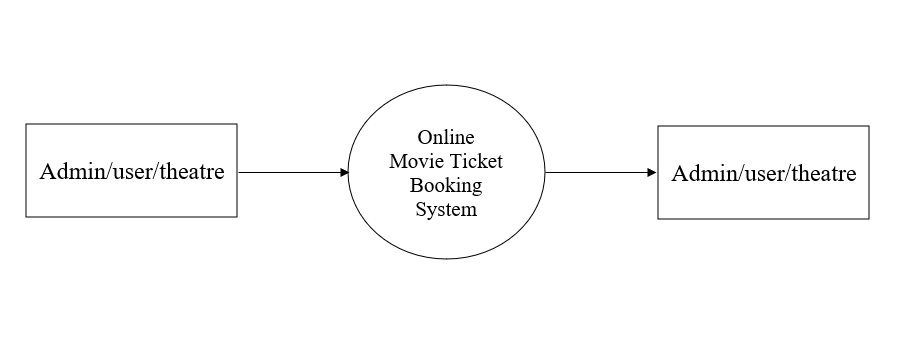 Admin/user/theatre
Online
Movie Ticket
Booking
System
Admin/user/theatre